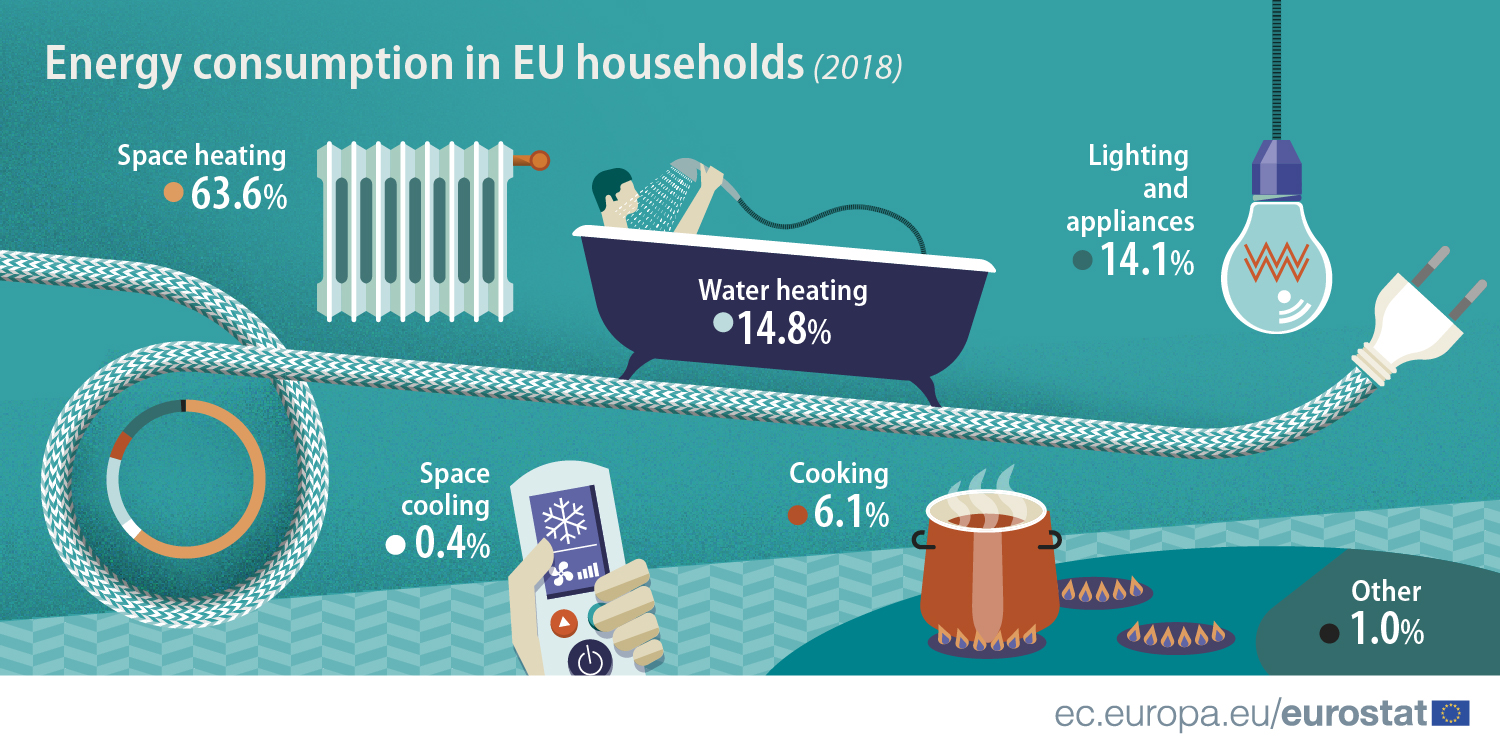 Energy consumption in EU households (2018)
Space heating
63.6%
Water heating
14.8%
Lighting
and
appliances
14.1%
Space
cooling
0.4%
Cooking
6.1%
Other
1.0%
ec.europa.eu/eurostat